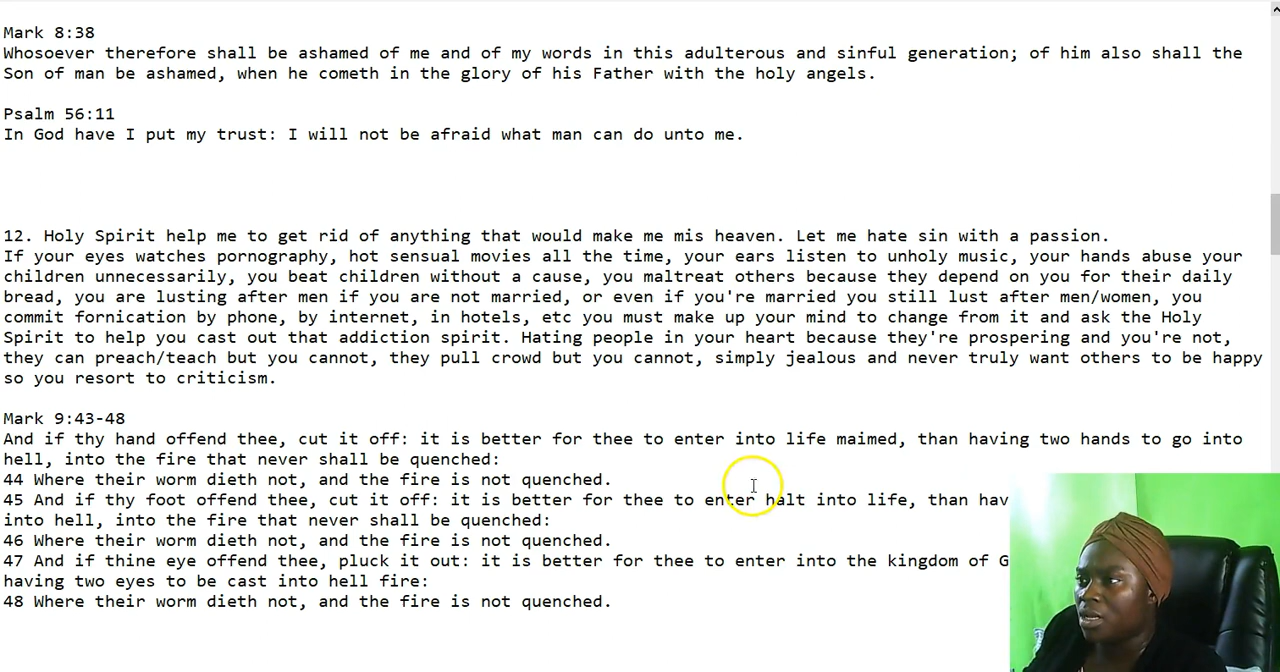 Mark 8:38
Whosoever therefore shall be ashamed of me and of my words in this adulterous and sinful generation; of him also shall the
Son of man be ashamed, when he cometh in the glory of his Father with the holy angels.
Psalm 56:11
In God have I put my trust: I will not be afraid what man can do unto me.
12. Holy Spirit help me to get rid of anything that would make me mis heaven. Let me hate sin with a passion.
If your eyes watches pornography, hot sensual movies all the time, your ears listen to unholy music, your hands abuse your
children unnecessarily, you beat children without a cause, you maltreat others because they depend on you for their daily
bread, you are lusting after men if you are not married, or even if you're married you still lust after men/women, you
commit fornication by phone, by internet, in hotels, etc you must make up your mind to change from it and ask the Holy
Spirit to help you cast out that addiction spirit. Hating people in your heart because they're prospering and you're not,
they can preach/teach but you cannot, they pull crowd but you cannot, simply jealous and never truly want others to be happy
so you resort to criticism.
Mark 9:43-48
And if thy hand offend thee, cut it off: it is better for thee to enter into life maimed, than having two hands to go into
hell, into the fire that never shall be quenched:
44 Where their worm dieth not, and the fire is not quenched.
45 And if thy foot offend thee, cut it off: it is better for thee to enter halt into life, than
into hell, into the fire that never shall be quenched:
46 Where their worm dieth not, and the fire is not quenched.
47 And if thine eye offend thee, pluck it out: it is better for thee to enter into the kingdom of
having two eyes to be cast into hell fire:
48 Where their worm dieth not, and the fire is not quenched.